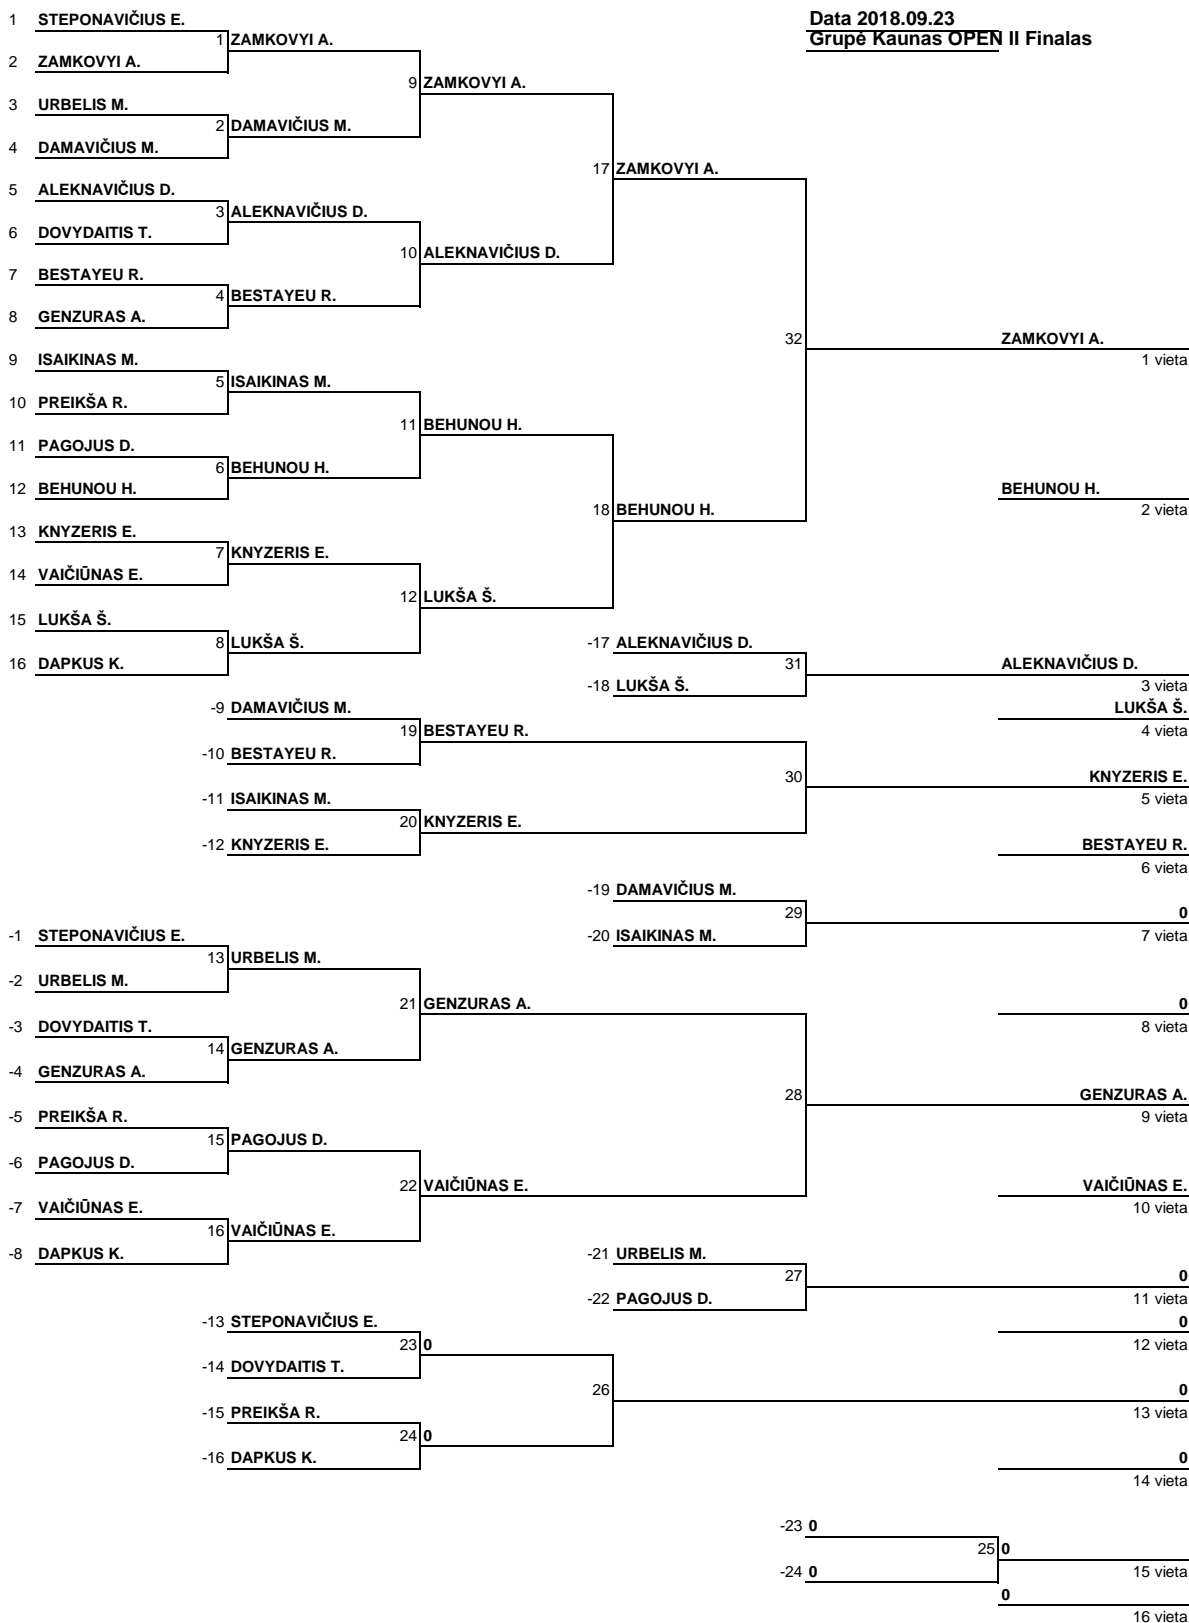 1 STEPONAVIČIUS E. Data 2018.09.23
1 ZAMKOVYI A. Grupė Kaunas OPEN II Finalas
2 ZAMKOVYI A.
9 ZAMKOVYI A.
3 URBELIS M.
2 DAMAVIČIUS M.
4 DAMAVIČIUS M.
17 ZAMKOVYI A.
5 ALEKNAVIČIUS D.
3 ALEKNAVIČIUS D.
6 DOVYDAITIS T.
10 ALEKNAVIČIUS D.
7 BESTAYEU R.
4 BESTAYEU R.
8 GENZURAS A.
32 ZAMKOVYI A.
9 ISAIKINAS M. 1 vieta
5 ISAIKINAS M.
10 PREIKŠA R.
11 BEHUNOU H.
11 PAGOJUS D.
6 BEHUNOU H.
12 BEHUNOU H. BEHUNOU H.
18 BEHUNOU H. 2 vieta
13 KNYZERIS E.
7 KNYZERIS E.
14 VAIČIŪNAS E.
12 LUKŠA Š.
15 LUKŠA Š.
8 LUKŠA Š. -17 ALEKNAVIČIUS D.
16 DAPKUS K. 31 ALEKNAVIČIUS D.
-18 LUKŠA Š. 3 vieta
-9 DAMAVIČIUS M. LUKŠA Š.
19 BESTAYEU R. 4 vieta
-10 BESTAYEU R.
30 KNYZERIS E.
-11 ISAIKINAS M. 5 vieta
20 KNYZERIS E.
-12 KNYZERIS E. BESTAYEU R.
6 vieta
-19 DAMAVIČIUS M.
29 0
-1 STEPONAVIČIUS E. -20 ISAIKINAS M. 7 vieta
13 URBELIS M.
-2 URBELIS M.
21 GENZURAS A. 0
-3 DOVYDAITIS T. 8 vieta
14 GENZURAS A.
-4 GENZURAS A.
28 GENZURAS A.
-5 PREIKŠA R. 9 vieta
15 PAGOJUS D.
-6 PAGOJUS D.
22 VAIČIŪNAS E. VAIČIŪNAS E.
-7 VAIČIŪNAS E. 10 vieta
16 VAIČIŪNAS E.
-8 DAPKUS K. -21 URBELIS M.
27 0
-22 PAGOJUS D. 11 vieta
-13 STEPONAVIČIUS E. 0
23 0 12 vieta
-14 DOVYDAITIS T.
26 0
-15 PREIKŠA R. 13 vieta
24 0
-16 DAPKUS K. 0
14 vieta
-23 0
25 0
-24 0 15 vieta
0
16 vieta